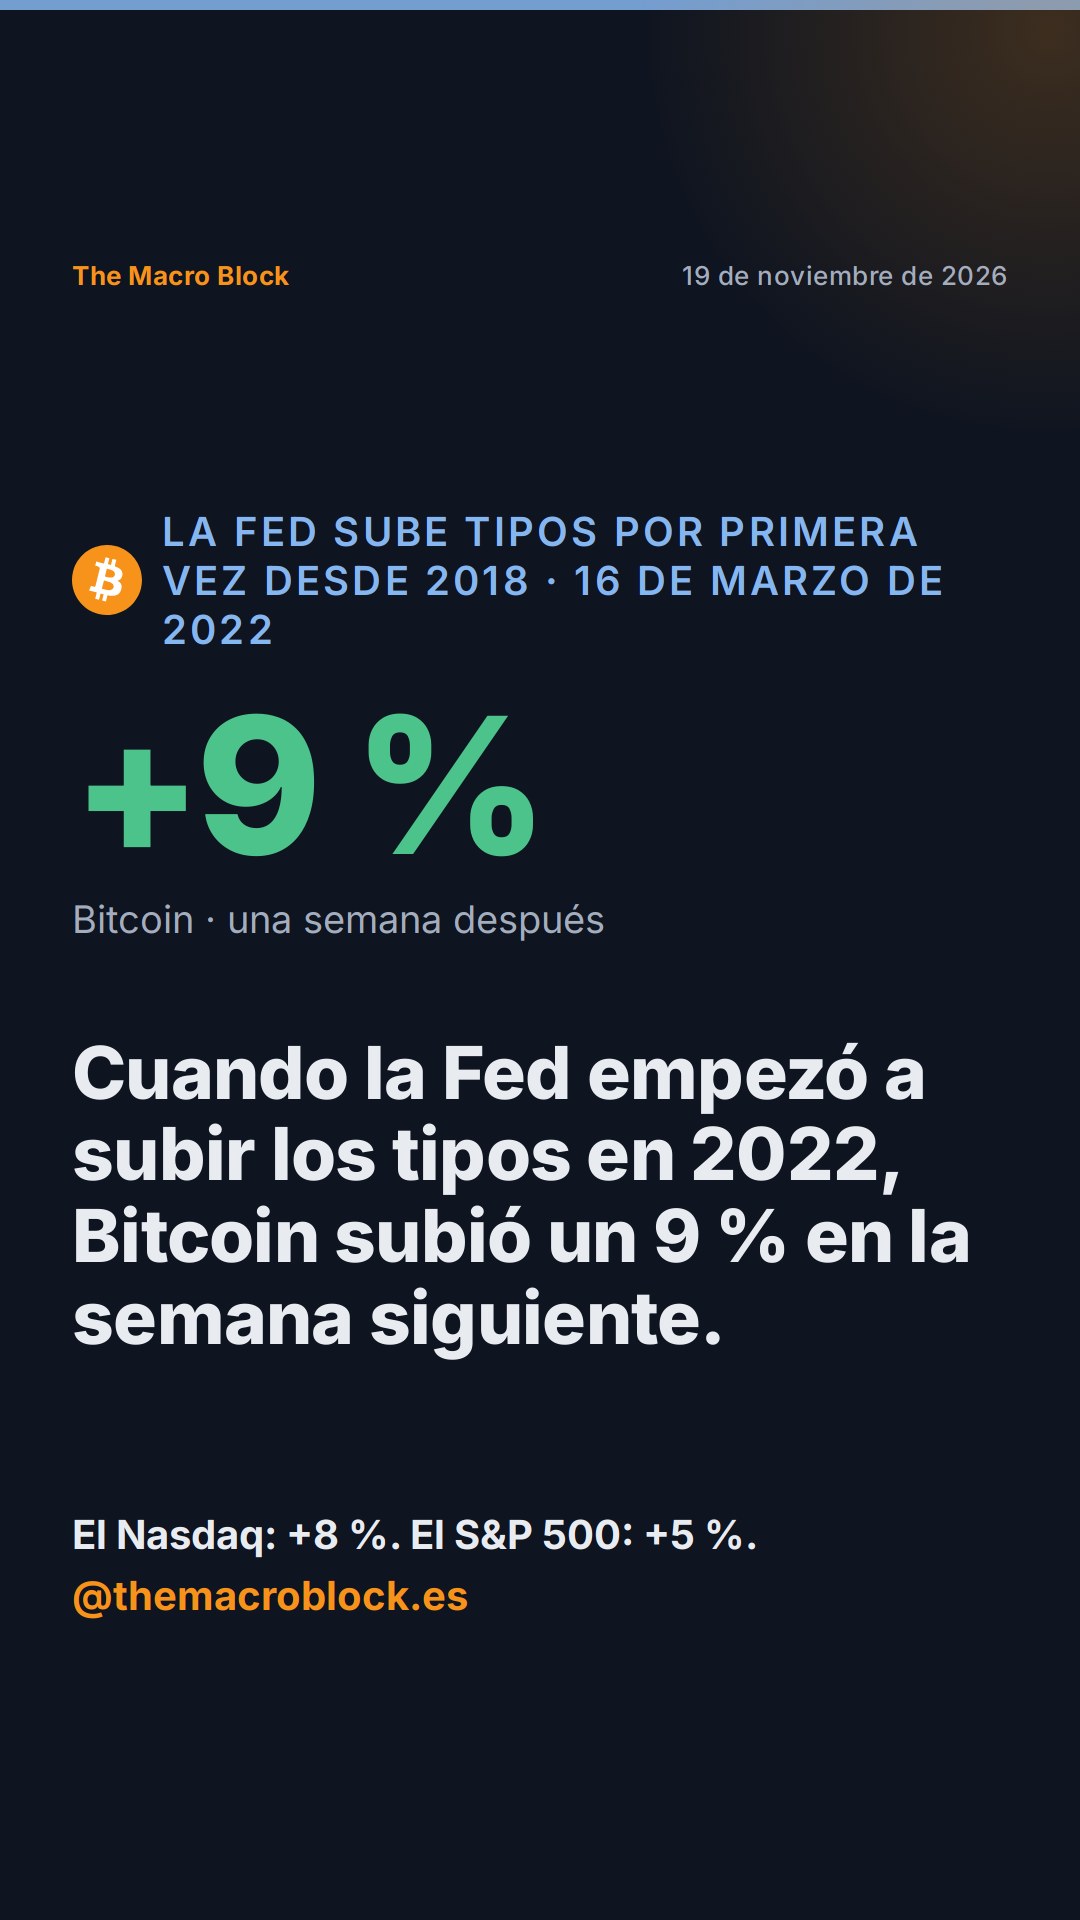 The Macro Block
19 de noviembre de 2026
LA FED SUBE TIPOS POR PRIMERA
VEZ DESDE 2018 · 16 DE MARZO DE
2022
+9 %
Bitcoin · una semana después
Cuando la Fed empezó a
subir los tipos en 2022,
Bitcoin subió un 9 % en la
semana siguiente.
El Nasdaq: +8 %. El S&P 500: +5 %.
@themacroblock.es